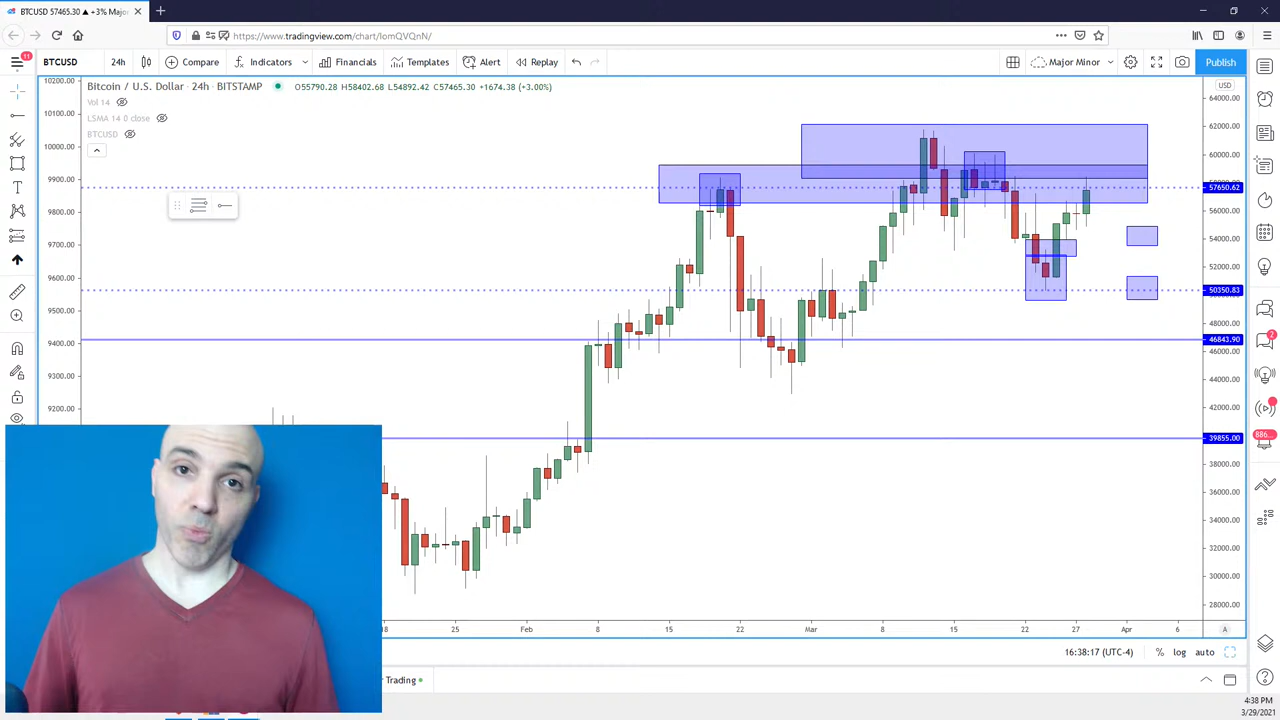 BTCUSD 57465.30 ▲ +3% Major
https://www.tradingview.com/chart/IomQVQnN/
11
BTCUSD 24h Compare Indicators Financials Templates Alert Replay Major Minor Publish
Bitcoin / U.S. Dollar · 24h · BITSTAMP O55790.28 H58402.68 L54892.42 C57465.30 +1674.38 (+3.00%)
Vol 14
LSMA 14 0 close
BTCUSD
USD
10200.00
10100.00
10000.00
9900.00
9800.00
9700.00
9600.00
9500.00
9400.00
9300.00
9200.00
64000.00
62000.00
60000.00
57650.62
56000.00
54000.00
52000.00
50350.83
48000.00
46843.90
46000.00
44000.00
42000.00
39855.00
38000.00
36000.00
34000.00
32000.00
30000.00
28000.00
2
886...
18 25 Feb 8 15 22 Mar 8 15 22 27 Apr 6 A
16:38:17 (UTC-4) % log auto
Trading
4:38 PM
3/29/2021